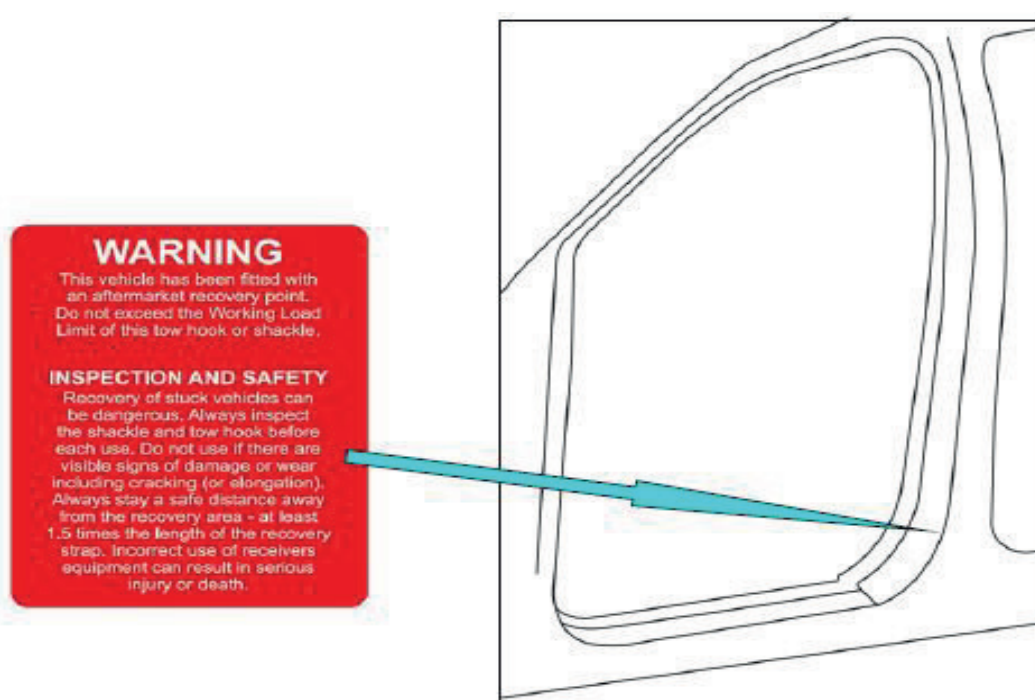 WARNING
This vehicle has been fitted with
an aftermarket recovery point.
Do not exceed the Working Load
Limit of this tow hook or shackle.
INSPECTION AND SAFETY
Recovery of stuck vehicles can
be dangerous. Always inspect
the shackle and tow hook before
each use. Do not use if there are
visible signs of damage or wear
including cracking (or elongation).
Always stay a safe distance away
from the recovery area - at least
1.5 times the length of the recovery
strap. Incorrect use of receivers
equipment can result in serious
injury or death.